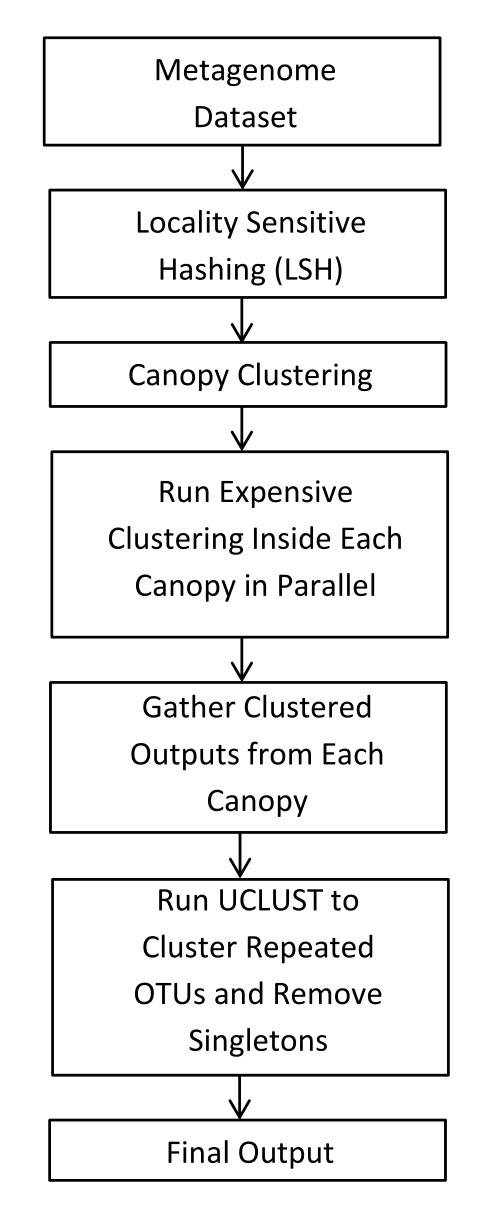 Metagenome
Dataset
Locality Sensitive
Hashing (LSH)
Canopy Clustering
Run Expensive
Clustering Inside Each
Canopy in Parallel
Gather Clustered
Outputs from Each
Canopy
Run UCLUST to
Cluster Repeated
OTUs and Remove
Singletons
Final Output